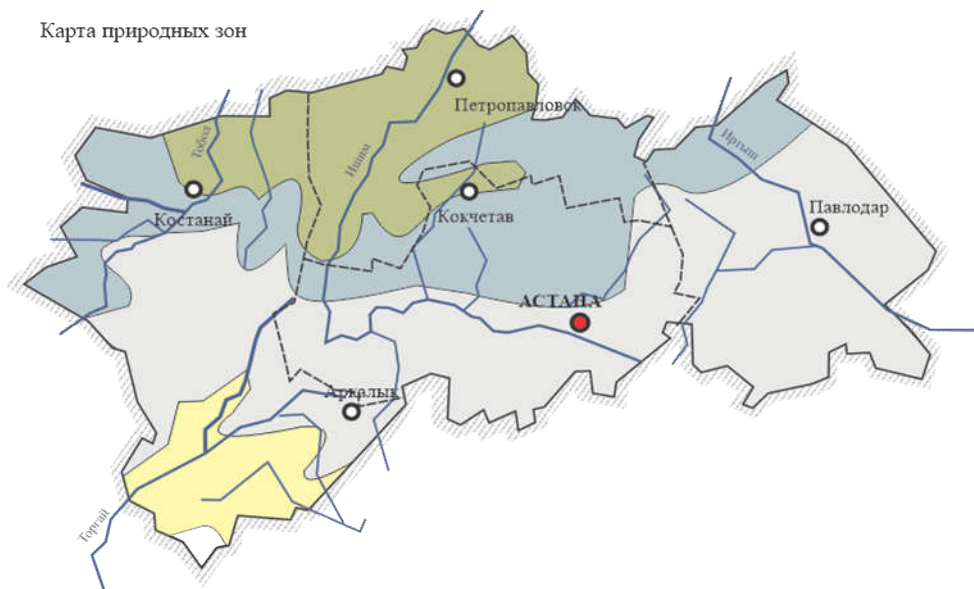 Карта природных зон
Петропавловск
Тобол
Ишим
Иртыш
Костанай
Кокчетав
Павлодар
АСТАНА
Аркалык
Торгай